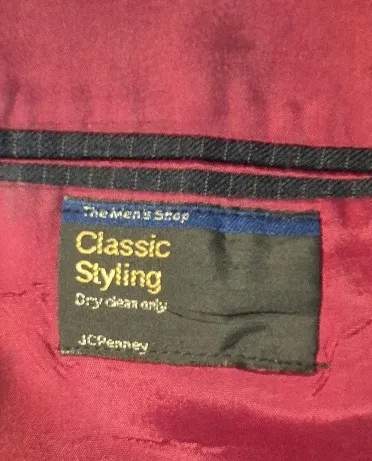 The Men's Shop
Classic
Styling
Dry clean only
JCPenney